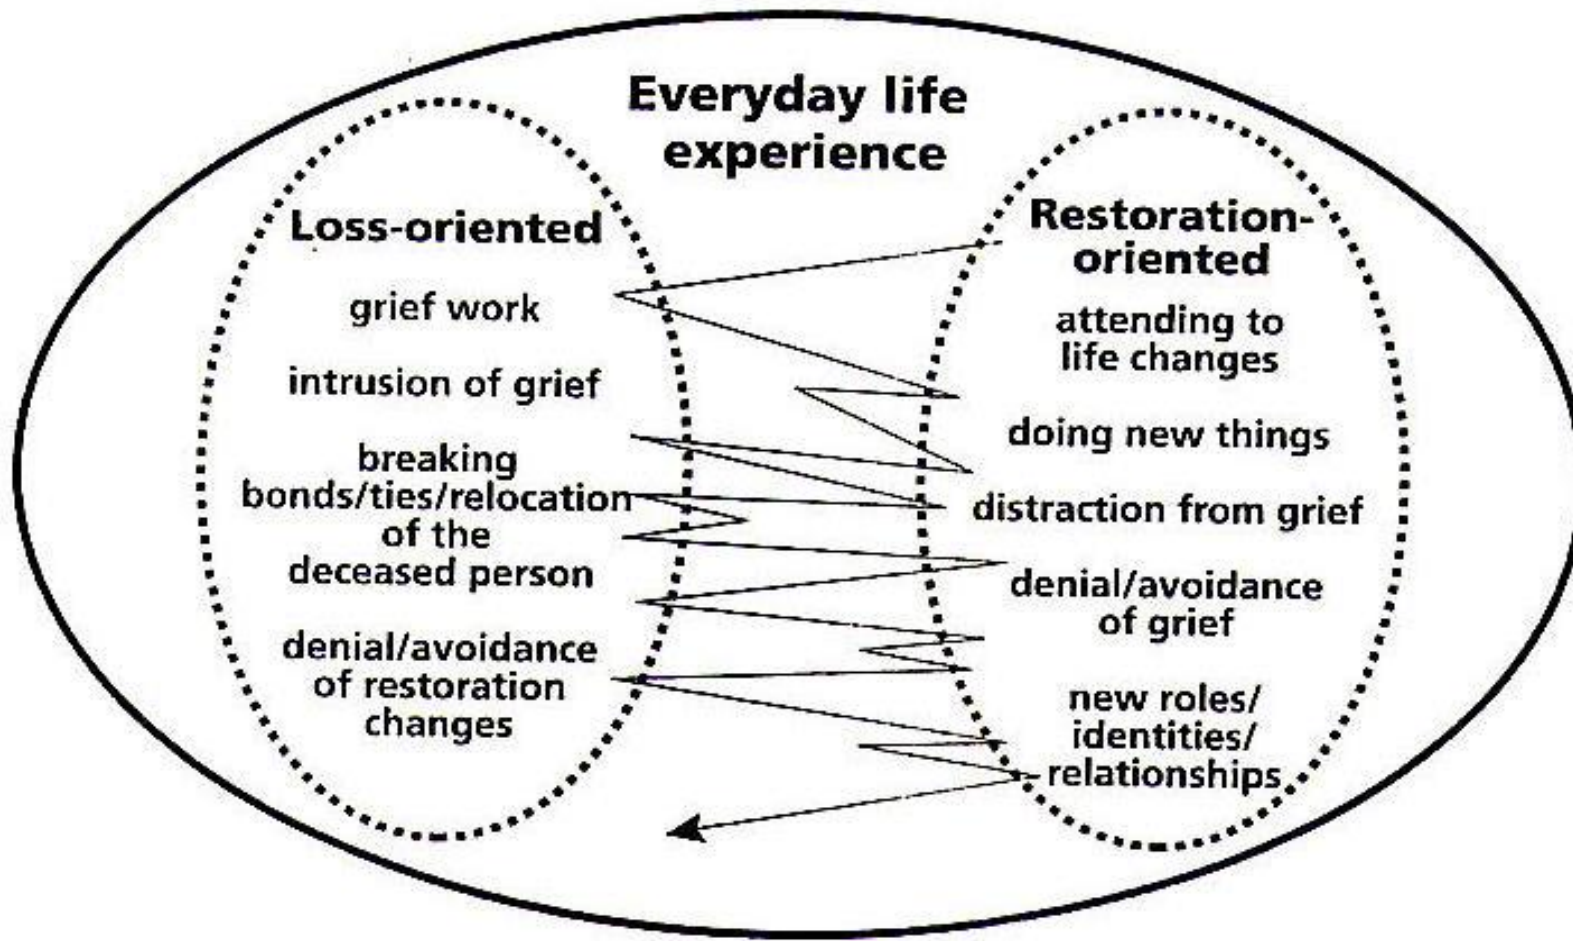 Everyday life
experience
Loss-oriented
grief work
intrusion of grief
breaking
bonds/ties/relocation
of the
deceased person
denial/avoidance
of restoration
changes
Restoration-
oriented
attending to
life changes
doing new things
distraction from grief
denial/avoidance
of grief
new roles/
identities/
relationships